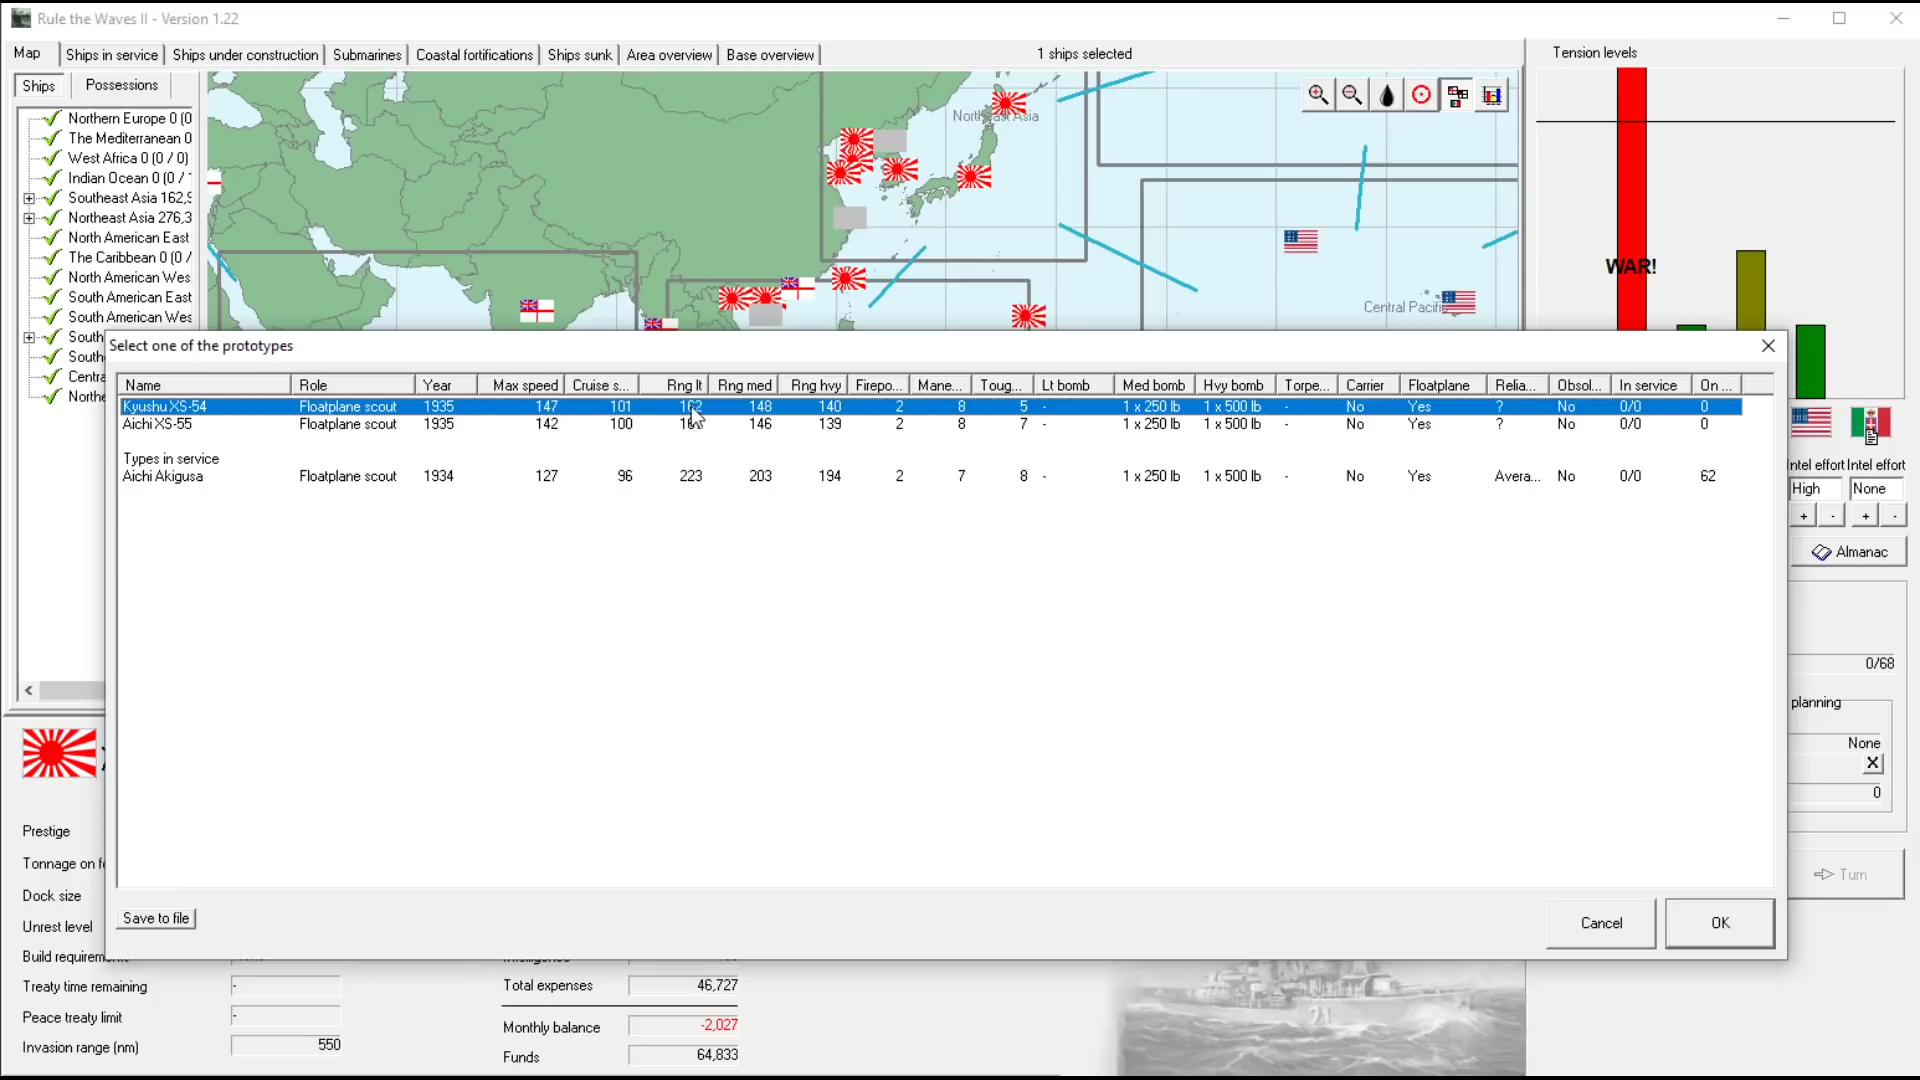 Rule the Waves II - Version 1.22
Map Ships in service Ships under construction Submarines Coastal fortifications Ships sunk Area overview Base overview 1 ships selected Tension levels
Ships Possessions
Northern Europe 0 (0
The Mediterranean 0
West Africa 0 (0 / 0)
Indian Ocean 0 (0 /
Southeast Asia 162,9
Northeast Asia 276,3
North American East
The Caribbean 0 (0 /
North American Wes
South American East
South American Wes
South
South
Centra
Northe
Northeast Asia
Central Pacific
WAR!
Select one of the prototypes
Name Role Year Max speed Cruise s... Rng lt Rng med Rng hvy Firepo... Mane... Toug... Lt bomb Med bomb Hvy bomb Torpe... Carrier Floatplane Relia... Obsol... In service On ...
Kyushu XS-54 Floatplane scout 1935 147 101 162 148 140 2 8 5 - 1 x 250 lb 1 x 500 lb - No Yes ? No 0/0 0
Aichi XS-55 Floatplane scout 1935 142 100 146 139 2 8 7 - 1 x 250 lb 1 x 500 lb - No Yes ? No 0/0 0
Types in service
Aichi Akigusa Floatplane scout 1934 127 96 223 203 194 2 7 8 - 1 x 250 lb 1 x 500 lb - No Yes Avera... No 0/0 62
Save to file Cancel OK
Intel effort Intel effort
High None
+ - + -
Almanac
0/68
planning
None
X
0
Turn
Prestige
Tonnage on f
Dock size
Unrest level
Build requirements
Treaty time remaining -
Peace treaty limit -
Invasion range (nm) 550
Intelligence
Total expenses 46,727
Monthly balance -2,027
Funds 64,833